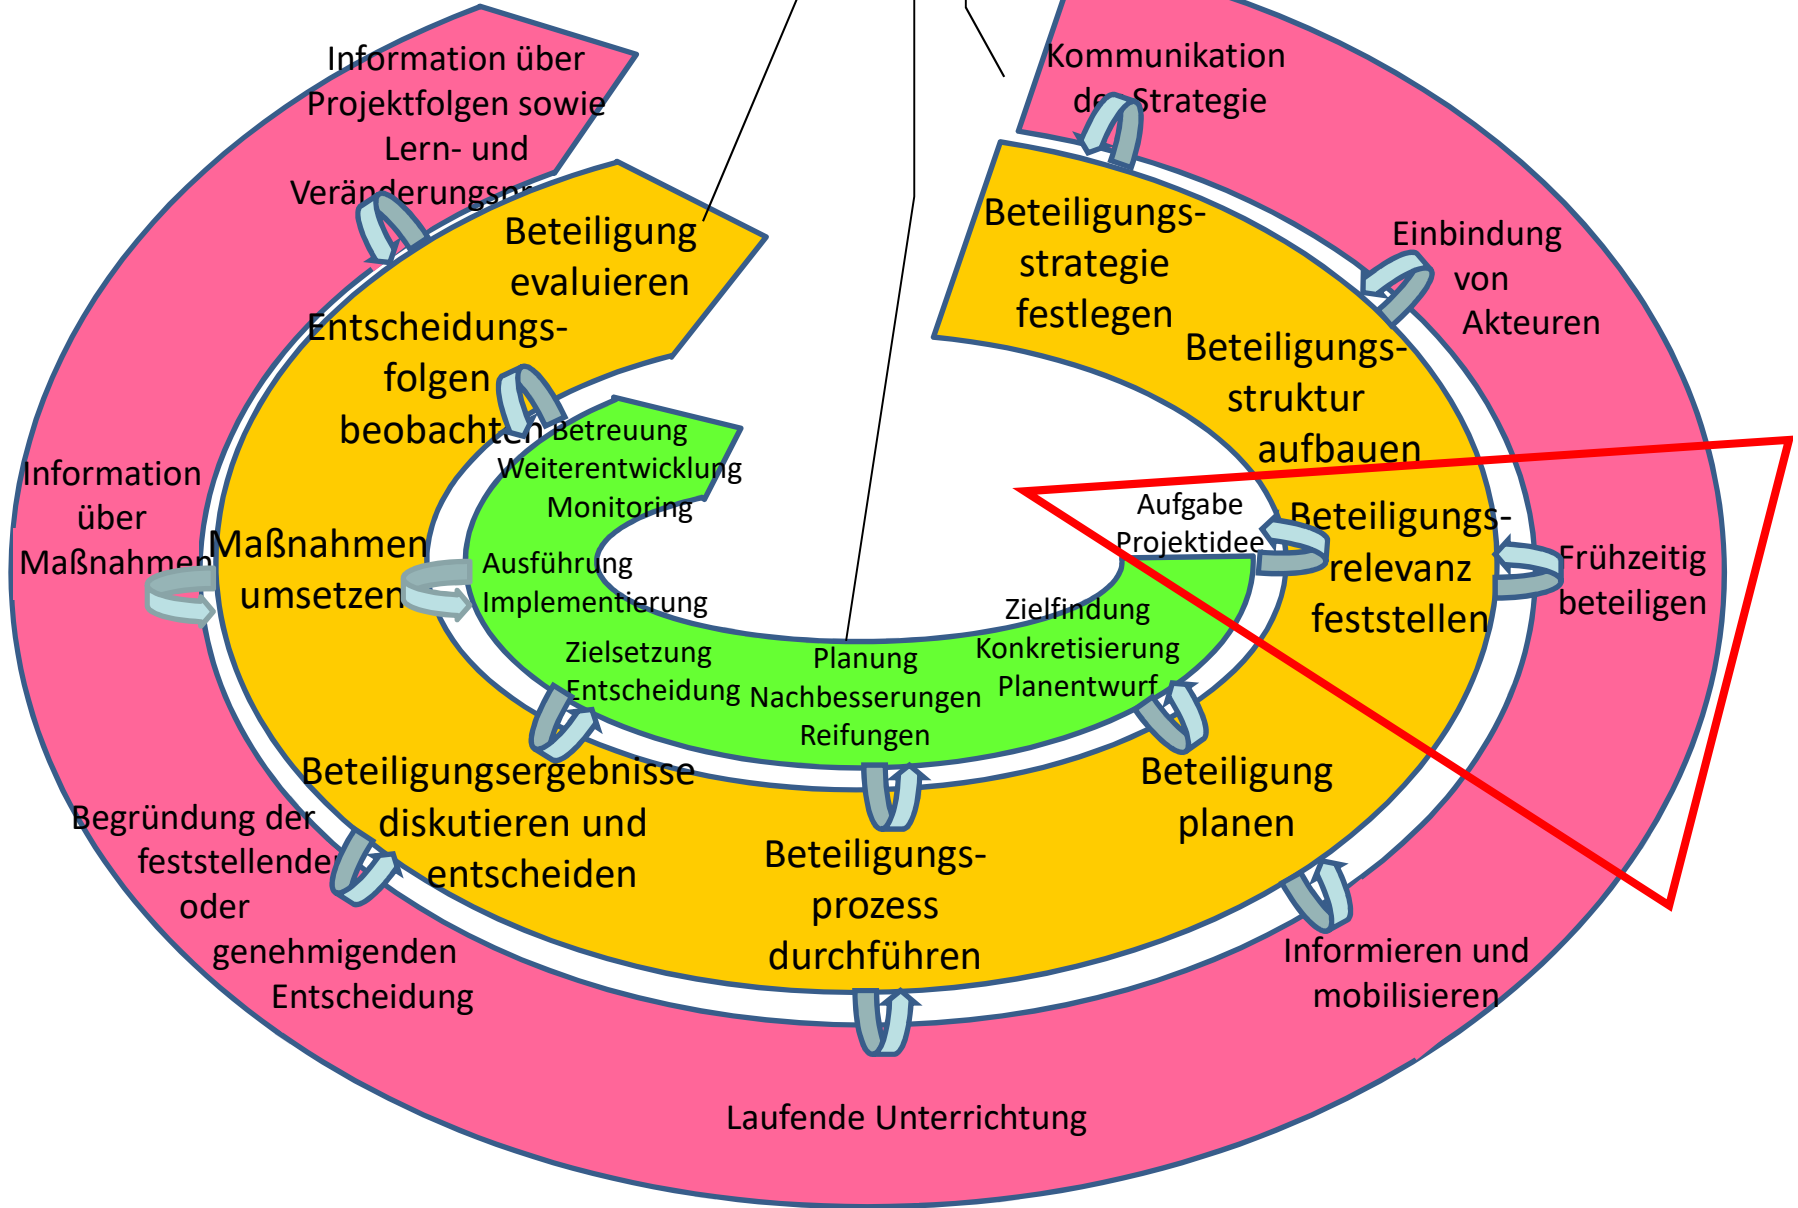 Information über
Projektfolgen sowie
Lern- und
Kommunikation
der Strategie
Einbindung
von
Akteuren
Frühzeitig
beteiligen
Informieren und
mobilisieren
Laufende Unterrichtung
Begründung der
feststellenden
oder
genehmigenden
Entscheidung
Information
über
Maßnahmen
Beteiligungs-
strategie
festlegen
Beteiligungs-
struktur
aufbauen
Beteiligungs-
relevanz
feststellen
Beteiligung
planen
Beteiligungs-
prozess
durchführen
Beteiligungsergebnisse
diskutieren und
entscheiden
Maßnahmen
umsetzen
Entscheidungs-
folgen
beobachten
Beteiligung
evaluieren
Aufgabe
Projektidee
Zielfindung
Konkretisierung
Planentwurf
Planung
Nachbesserungen
Reifungen
Zielsetzung
Entscheidung
Ausführung
Implementierung
Betreuung
Weiterentwicklung
Monitoring